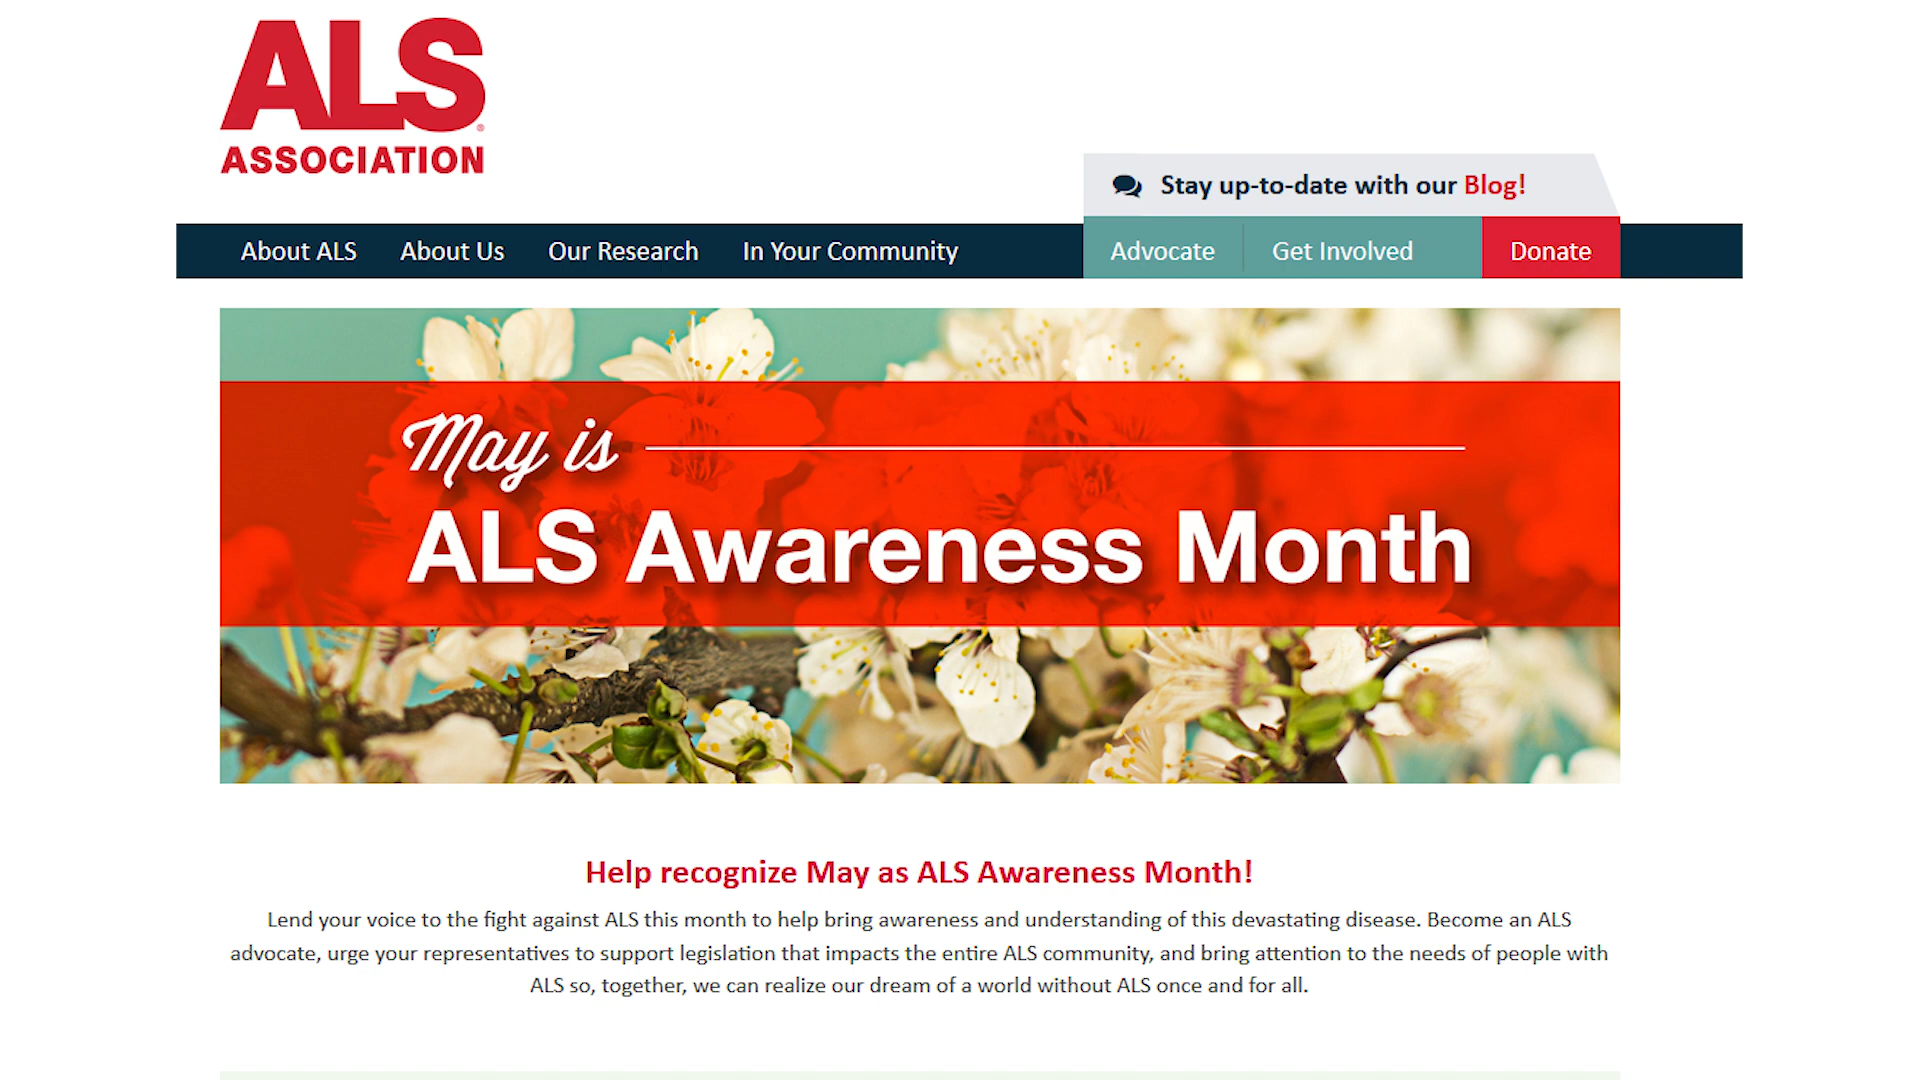 ALS
ASSOCIATION
Stay up-to-date with our Blog!
About ALS About Us Our Research In Your Community Advocate Get Involved Donate
May is
ALS Awareness Month
Help recognize May as ALS Awareness Month!
Lend your voice to the fight against ALS this month to help bring awareness and understanding of this devastating disease. Become an ALS
advocate, urge your representatives to support legislation that impacts the entire ALS community, and bring attention to the needs of people with
ALS so, together, we can realize our dream of a world without ALS once and for all.